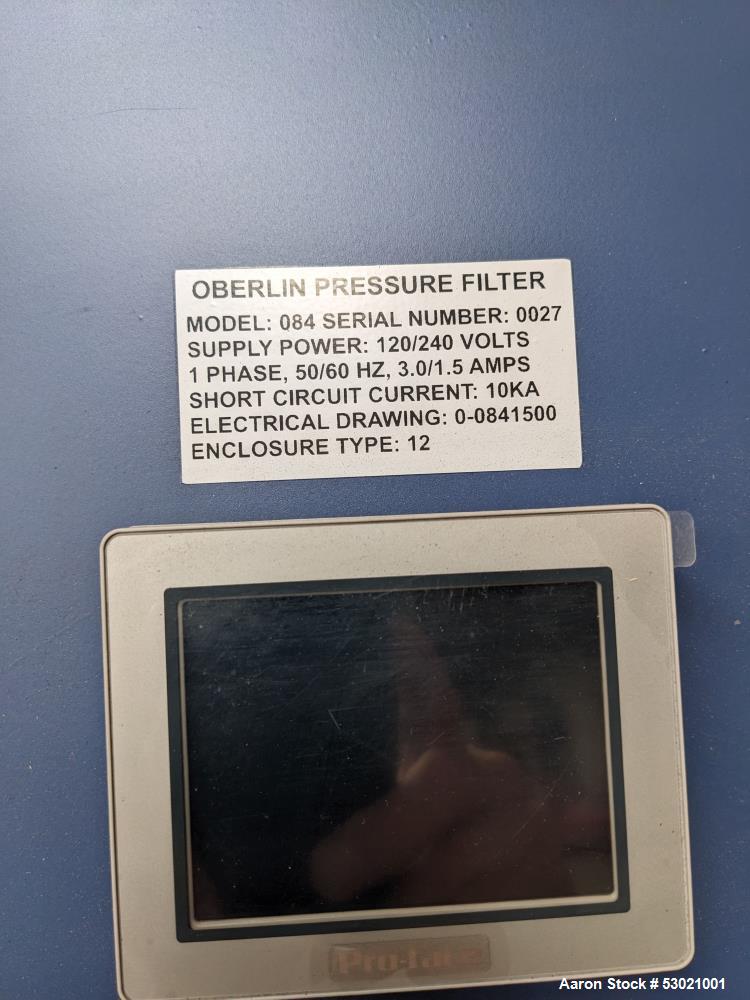 OBERLIN PRESSURE FILTER
MODEL: 084 SERIAL NUMBER: 0027
SUPPLY POWER: 120/240 VOLTS
1 PHASE, 50/60 HZ, 3.0/1.5 AMPS
SHORT CIRCUIT CURRENT: 10KA
ELECTRICAL DRAWING: 0-0841500
ENCLOSURE TYPE: 12
Pro-face
Aaron Stock # 53021001